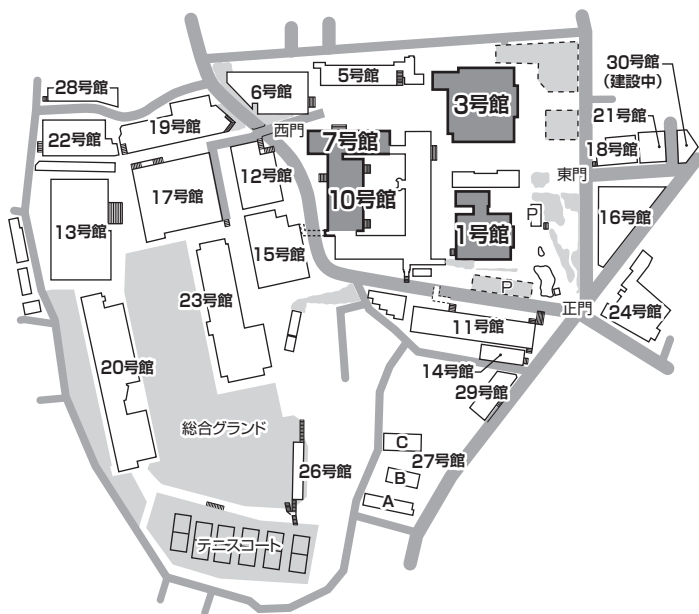 30号館
(建設中)
28号館
6号館
5号館
3号館
21号館
22号館
19号館
西門
7号館
18号館
12号館
東門
17号館
10号館
13号館
1号館
P
16号館
15号館
23号館
P
正門
24号館
11号館
20号館
14号館
29号館
総合グランド
C
27号館
26号館
B
A
テニスコート